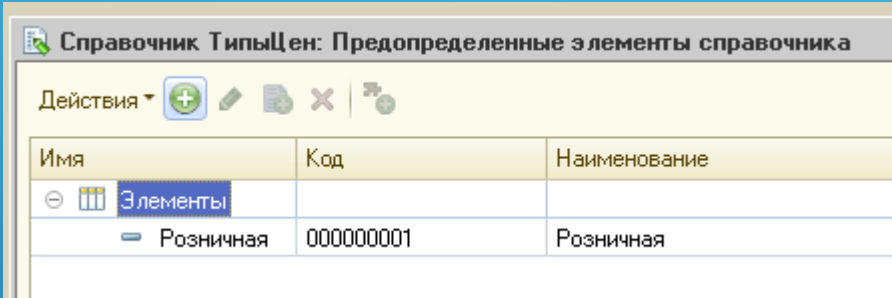 Справочник ТипыЦен: Предопределенные элементы справочника
Действия
Имя Код Наименование
Элементы
Розничная 000000001 Розничная